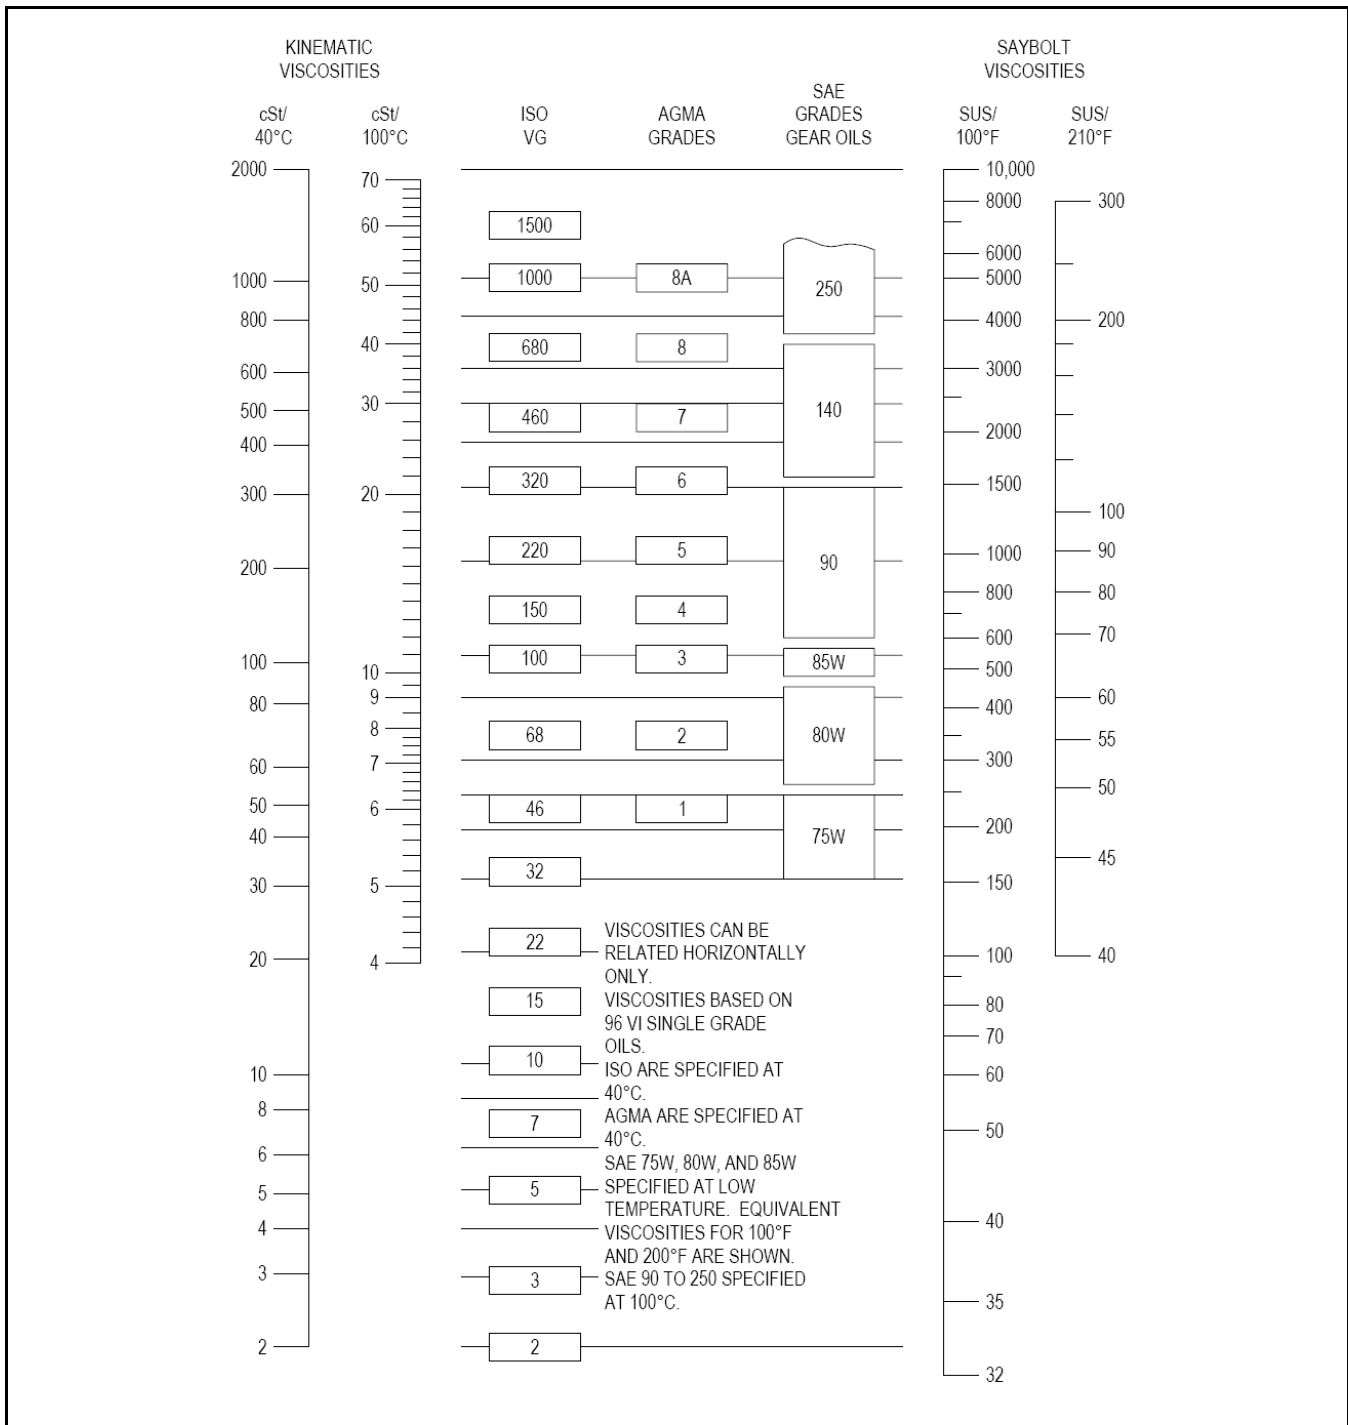 KINEMATIC
VISCOSITIES
SAYBOLT
VISCOSITIES
cSt/
40°C
cSt/
100°C
ISO
VG
AGMA
GRADES
SAE
GRADES
GEAR OILS
SUS/
100°F
SUS/
210°F
2000
1000
800
600
500
400
300
200
100
80
60
50
40
30
20
10
8
6
5
4
3
2
70
60
50
40
30
20
10
9
8
7
6
5
4
1500
1000
680
460
320
220
150
100
68
46
32
22
15
10
7
5
3
2
8A
8
7
6
5
4
3
2
1
250
140
90
85W
80W
75W
VISCOSITIES CAN BE
RELATED HORIZONTALLY
ONLY.
VISCOSITIES BASED ON
96 VI SINGLE GRADE
OILS.
ISO ARE SPECIFIED AT
40°C.
AGMA ARE SPECIFIED AT
40°C.
SAE 75W, 80W, AND 85W
SPECIFIED AT LOW
TEMPERATURE. EQUIVALENT
VISCOSITIES FOR 100°F
AND 200°F ARE SHOWN.
SAE 90 TO 250 SPECIFIED
AT 100°C.
10,000
8000
6000
5000
4000
3000
2000
1500
1000
800
600
500
400
300
200
150
100
80
70
60
50
40
35
32
300
200
100
90
80
70
60
55
50
45
40